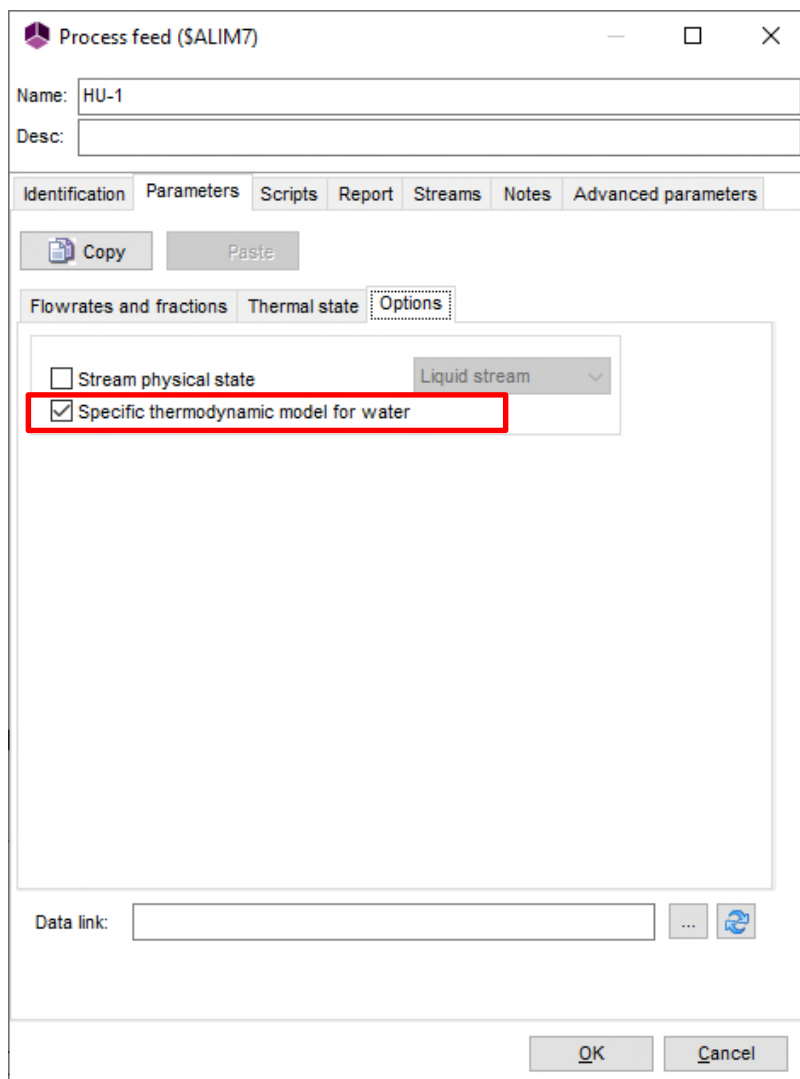 Process feed ($ALIM7)
Name: HU-1
Desc:
Identification Parameters Scripts Report Streams Notes Advanced parameters
Copy Paste
Flowrates and fractions Thermal state Options
Stream physical state Liquid stream
Specific thermodynamic model for water
Data link: ...
OK Cancel